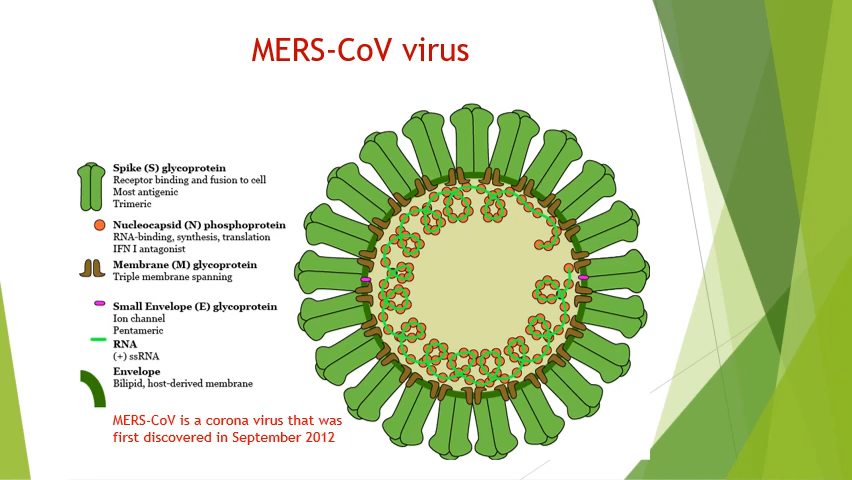 MERS-CoV virus
Spike (S) glycoprotein
Receptor binding and fusion to cell
Most antigenic
Trimeric
Nucleocapsid (N) phosphoprotein
RNA-binding, synthesis, translation
IFN I antagonist
Membrane (M) glycoprotein
Triple membrane spanning
Small Envelope (E) glycoprotein
Ion channel
Pentameric
RNA
(+) ssRNA
Envelope
Bilipid, host-derived membrane
MERS-CoV is a corona virus that was
first discovered in September 2012